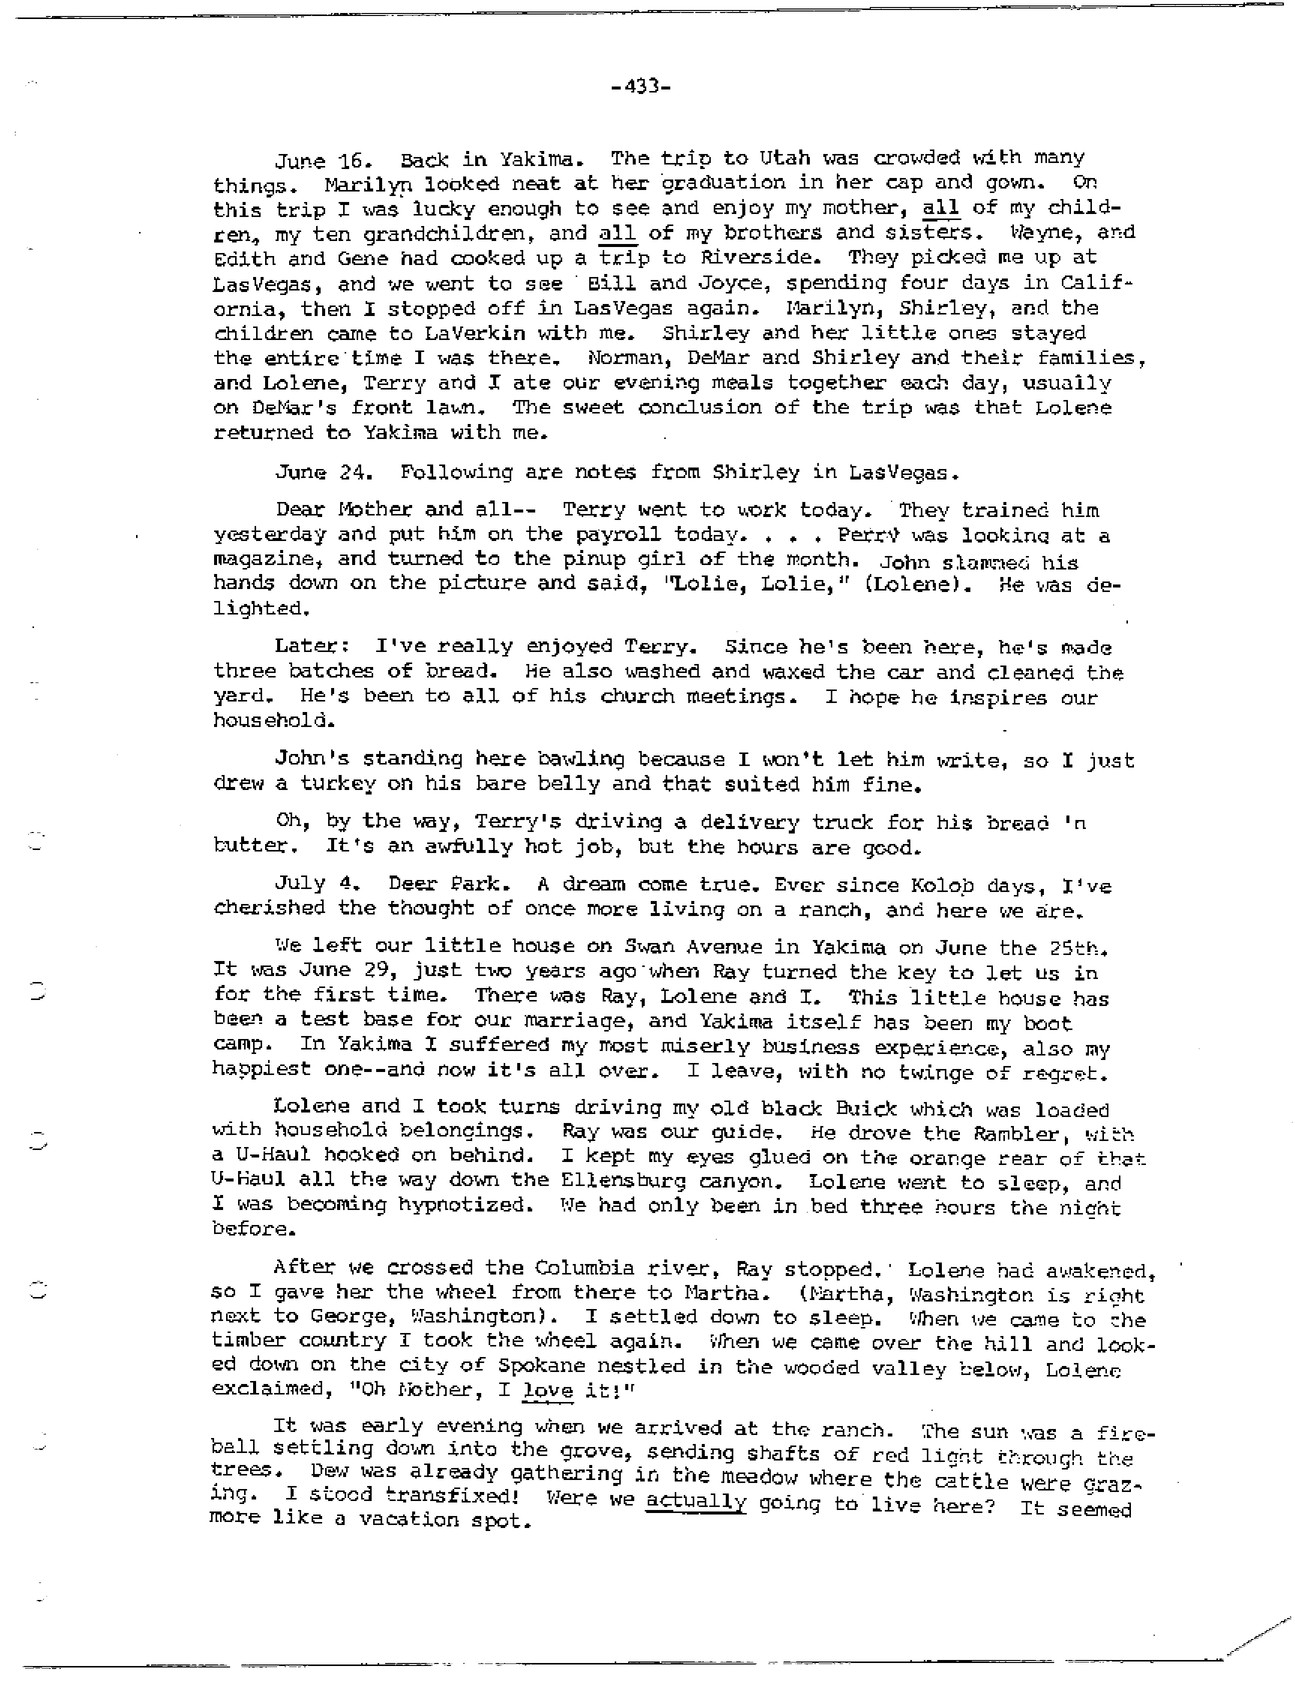 -433-
June 16. Back in Yakima. The trip to Utah was crowded with many
things. Marilyn looked neat at her graduation in her cap and gown. On
this trip I was lucky enough to see and enjoy my mother, all of my child-
ren, my ten grandchildren, and all of my brothers and sisters. Wayne, and
Edith and Gene had cooked up a trip to Riverside. They picked me up at
LasVegas, and we went to see Bill and Joyce, spending four days in Calif-
ornia, then I stopped off in LasVegas again. Marilyn, Shirley, and the
children came to LaVerkin with me. Shirley and her little ones stayed
the entire time I was there. Norman, DeMar and Shirley and their families,
and Lolene, Terry and I ate our evening meals together each day, usually
on DeMar's front lawn. The sweet conclusion of the trip was that Lolene
returned to Yakima with me.
June 24. Following are notes from Shirley in LasVegas.
Dear Mother and all-- Terry went to work today. They trained him
yesterday and put him on the payroll today. . . . Perry was looking at a
magazine, and turned to the pinup girl of the month. John slammed his
hands down on the picture and said, "Lolie, Lolie," (Lolene). He was de-
lighted.
Later: I've really enjoyed Terry. Since he's been here, he's made
three batches of bread. He also washed and waxed the car and cleaned the
yard. He's been to all of his church meetings. I hope he inspires our
household.
John's standing here bawling because I won't let him write, so I just
drew a turkey on his bare belly and that suited him fine.
Oh, by the way, Terry's driving a delivery truck for his bread 'n
butter. It's an awfully hot job, but the hours are good.
July 4. Deer Park. A dream come true. Ever since Kolob days, I've
cherished the thought of once more living on a ranch, and here we are.
We left our little house on Swan Avenue in Yakima on June the 25th.
It was June 29, just two years ago when Ray turned the key to let us in
for the first time. There was Ray, Lolene and I. This little house has
been a test base for our marriage, and Yakima itself has been my boot
camp. In Yakima I suffered my most miserly business experience, also my
happiest one--and now it's all over. I leave, with no twinge of regret.
Lolene and I took turns driving my old black Buick which was loaded
with household belongings. Ray was our guide. He drove the Rambler, with
a U-Haul hooked on behind. I kept my eyes glued on the orange rear of that
U-Haul all the way down the Ellensburg canyon. Lolene went to sleep, and
I was becoming hypnotized. We had only been in bed three hours the night
before.
After we crossed the Columbia river, Ray stopped. Lolene had awakened,
so I gave her the wheel from there to Martha. (Martha, Washington is right
next to George, Washington). I settled down to sleep. When we came to the
timber country I took the wheel again. When we came over the hill and look-
ed down on the city of Spokane nestled in the wooded valley below, Lolene
exclaimed, "Oh Mother, I love it!"
It was early evening when we arrived at the ranch. The sun was a fire-
ball settling down into the grove, sending shafts of red light through the
trees. Dew was already gathering in the meadow where the cattle were graz-
ing. I stood transfixed! Were we actually going to live here? It seemed
more like a vacation spot.